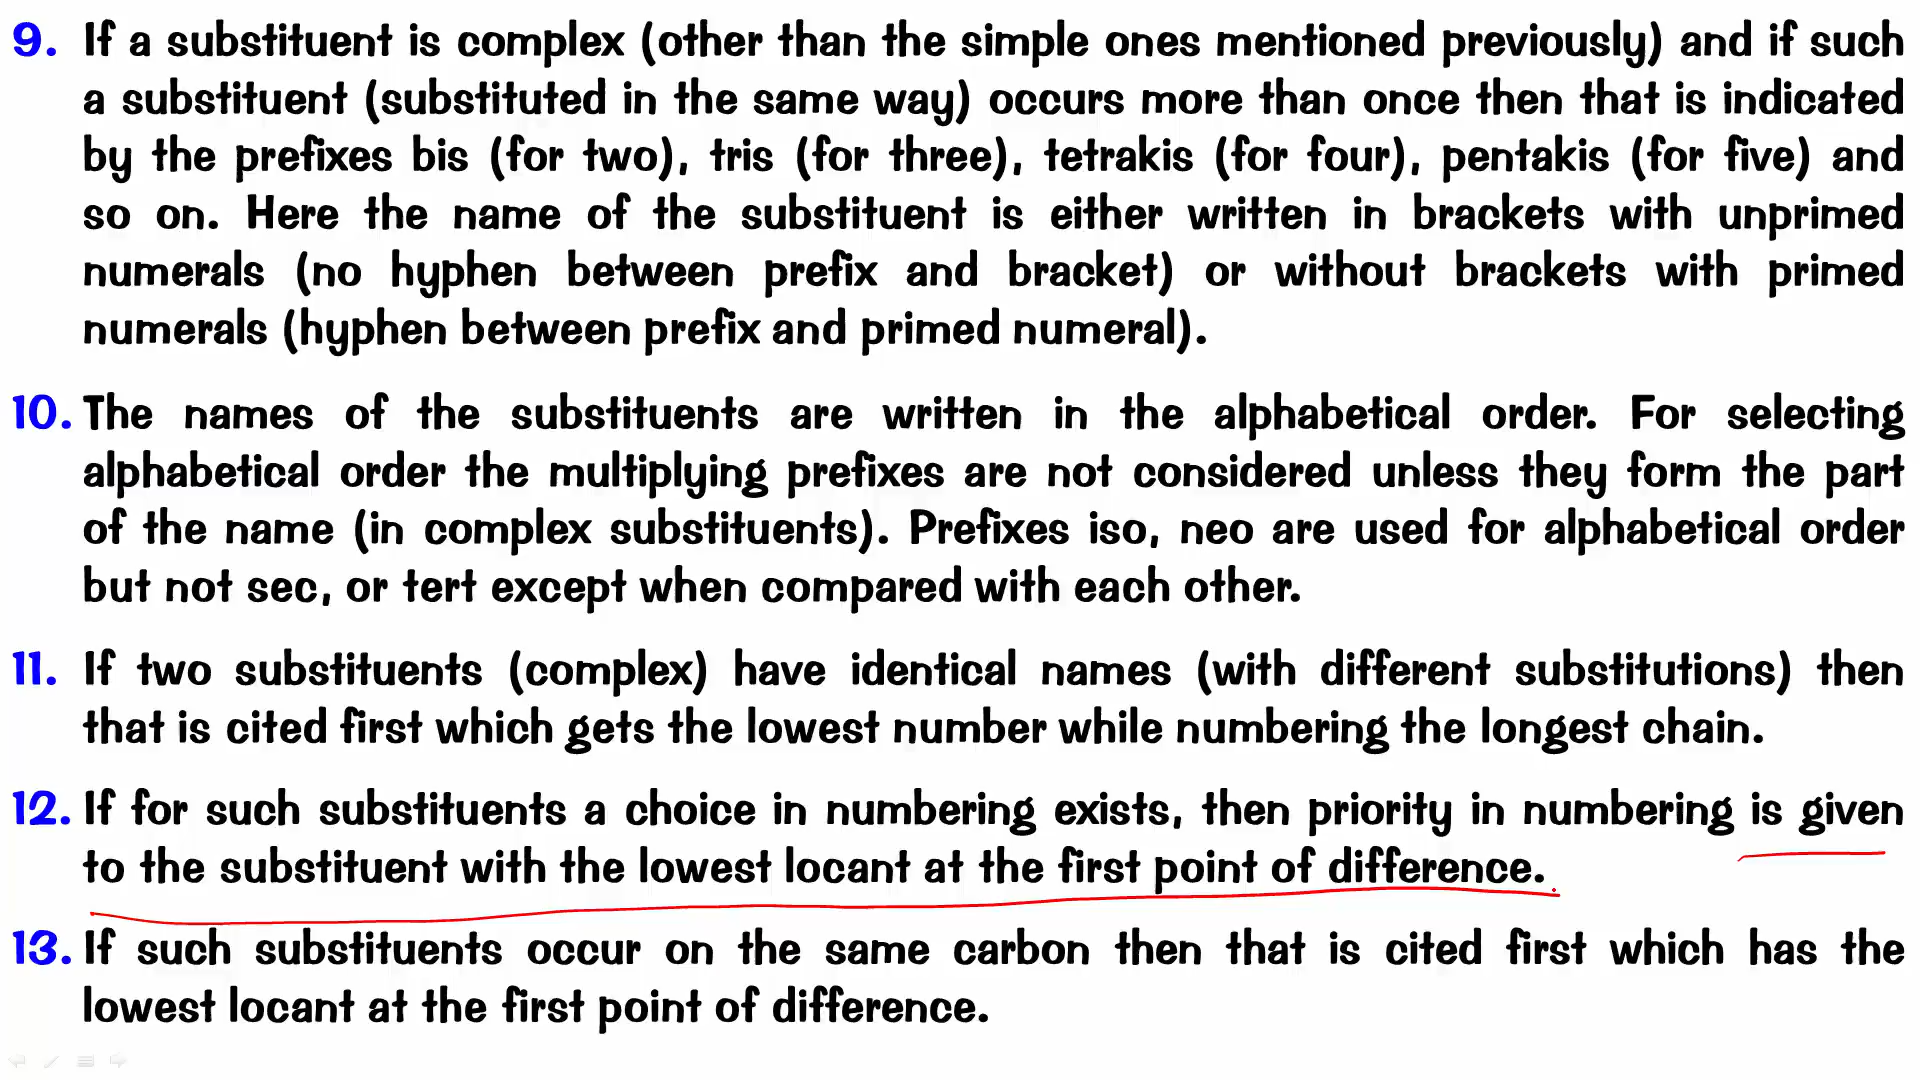 9. If a substituent is complex (other than the simple ones mentioned previously) and if such
a substituent (substituted in the same way) occurs more than once then that is indicated
by the prefixes bis (for two), tris (for three), tetrakis (for four), pentakis (for five) and
so on. Here the name of the substituent is either written in brackets with unprimed
numerals (no hyphen between prefix and bracket) or without brackets with primed
numerals (hyphen between prefix and primed numeral).
10. The names of the substituents are written in the alphabetical order. For selecting
alphabetical order the multiplying prefixes are not considered unless they form the part
of the name (in complex substituents). Prefixes iso, neo are used for alphabetical order
but not sec, or tert except when compared with each other.
11. If two substituents (complex) have identical names (with different substitutions) then
that is cited first which gets the lowest number while numbering the longest chain.
12. If for such substituents a choice in numbering exists, then priority in numbering is given
to the substituent with the lowest locant at the first point of difference.
13. If such substituents occur on the same carbon then that is cited first which has the
lowest locant at the first point of difference.